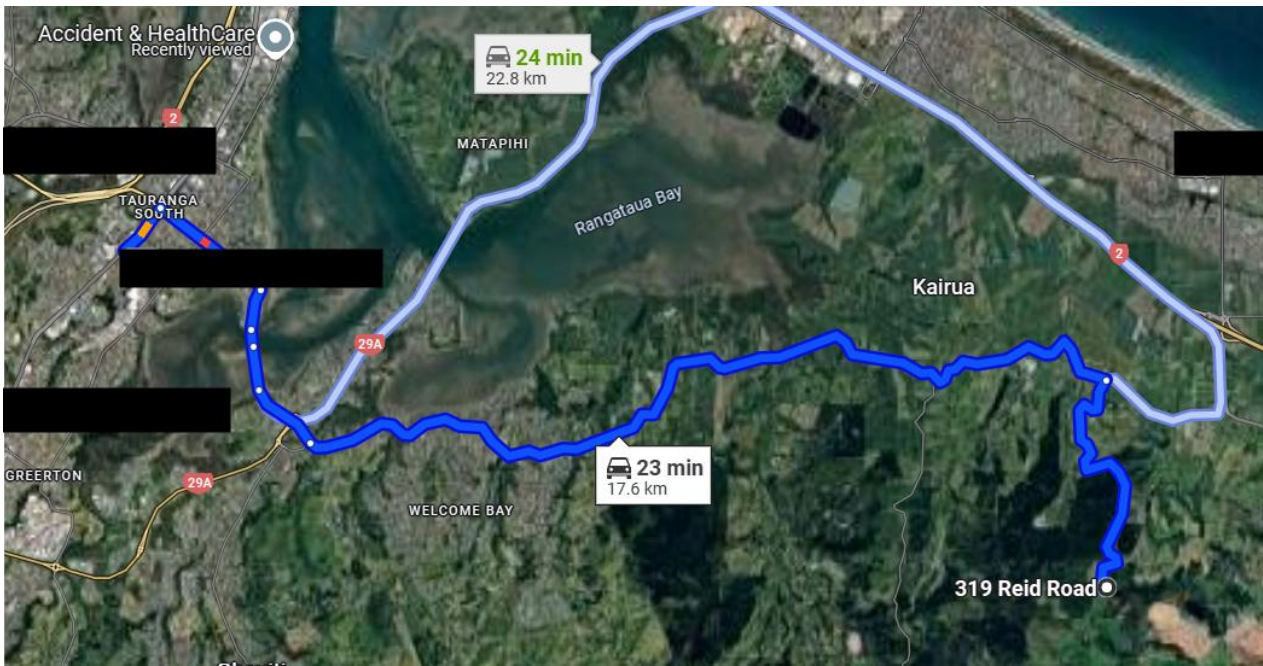 Accident & HealthCare
Recently viewed
24 min
22.8 km
2
MATAPIHI
TAURANGA
SOUTH
Rangataua Bay
2
Kairua
29A
23 min
17.6 km
GREERTON
29A
WELCOME BAY
319 Reid Road